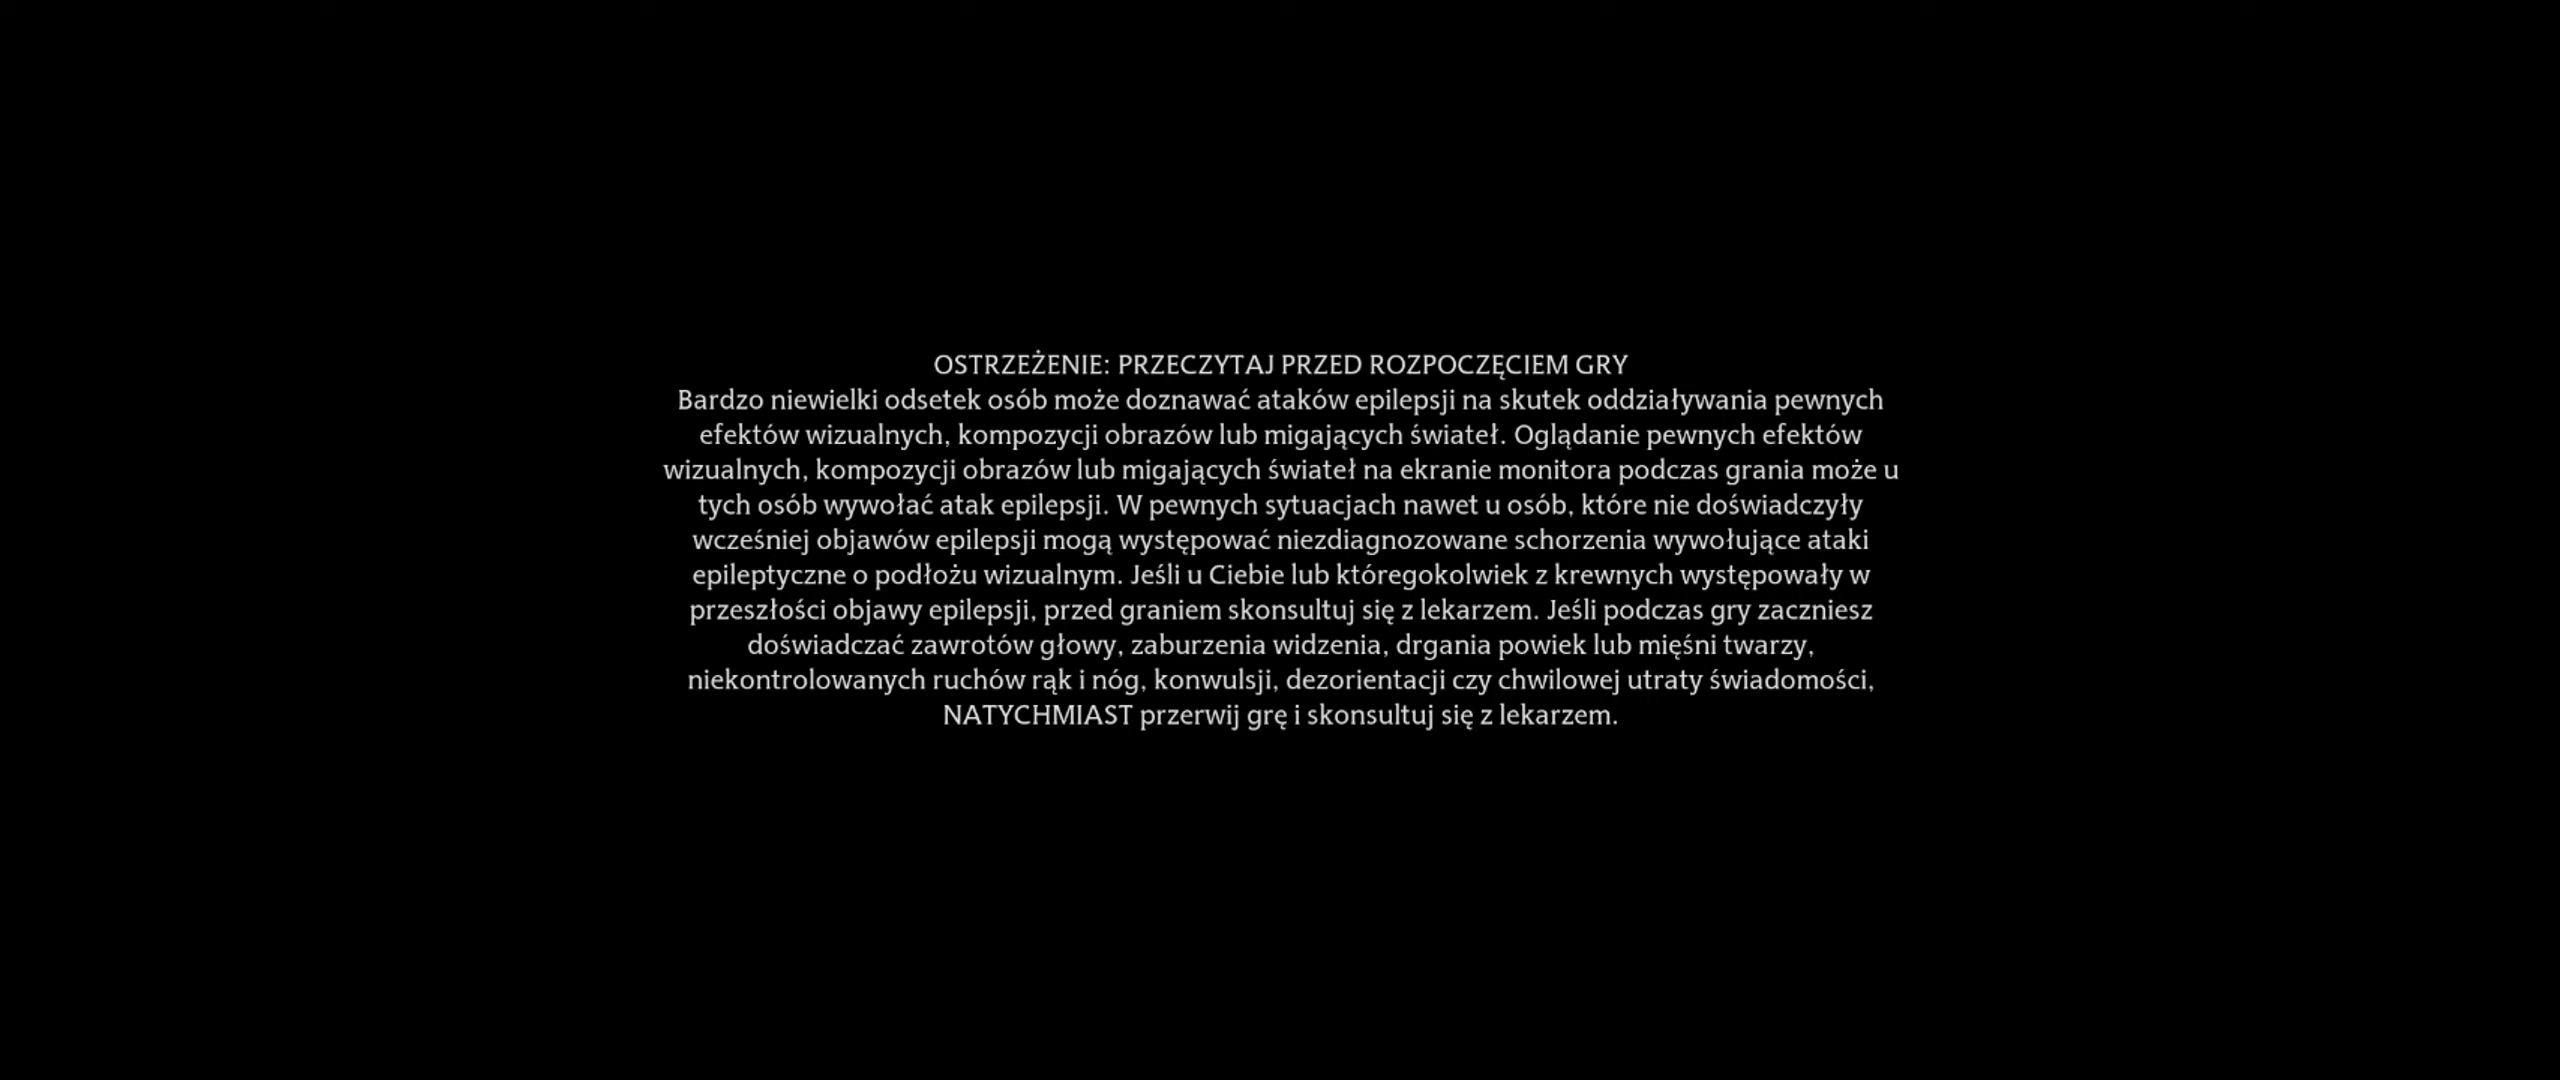 OSTRZEŻENIE: PRZECZYTAJ PRZED ROZPOCZĘCIEM GRY
Bardzo niewielki odsetek osób może doznawać ataków epilepsji na skutek oddziaływania pewnych
efektów wizualnych, kompozycji obrazów lub migających świateł. Oglądanie pewnych efektów
wizualnych, kompozycji obrazów lub migających świateł na ekranie monitora podczas grania może u
tych osób wywołać atak epilepsji. W pewnych sytuacjach nawet u osób, które nie doświadczyły
wcześniej objawów epilepsji mogą występować niezdiagnozowane schorzenia wywołujące ataki
epileptyczne o podłożu wizualnym. Jeśli u Ciebie lub któregokolwiek z krewnych występowały w
przeszłości objawy epilepsji, przed graniem skonsultuj się z lekarzem. Jeśli podczas gry zaczniesz
doświadczać zawrotów głowy, zaburzenia widzenia, drgania powiek lub mięśni twarzy,
niekontrolowanych ruchów rąk i nóg, konwulsji, dezorientacji czy chwilowej utraty świadomości,
NATYCHMIAST przerwij grę i skonsultuj się z lekarzem.